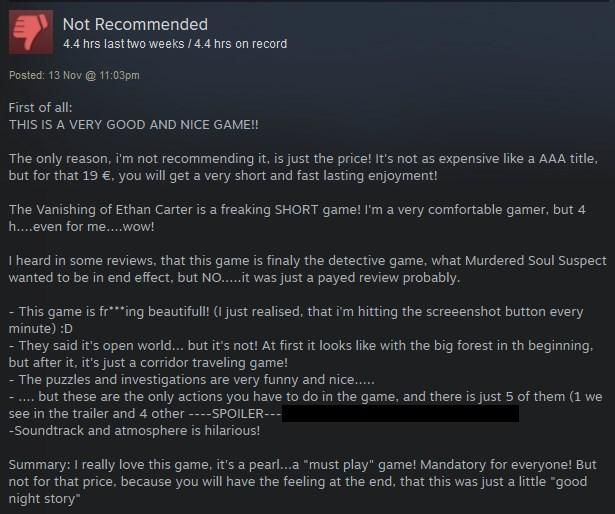 Not Recommended
4.4 hrs last two weeks / 4.4 hrs on record
Posted: 13 Nov @ 11:03pm
First of all:
THIS IS A VERY GOOD AND NICE GAME!!
The only reason, i'm not recommending it, is just the price! It's not as expensive like a AAA title,
but for that 19 €, you will get a very short and fast lasting enjoyment!
The Vanishing of Ethan Carter is a freaking SHORT game! I'm a very comfortable gamer, but 4
h....even for me....wow!
I heard in some reviews, that this game is finaly the detective game, what Murdered Soul Suspect
wanted to be in end effect, but NO.....it was just a payed review probably.
- This game is fr***ing beautifull! (I just realised, that i'm hitting the screeenshot button every
minute) :D
- They said it's open world... but it's not! At first it looks like with the big forest in th beginning,
but after it, it's just a corridor traveling game!
- The puzzles and investigations are very funny and nice.....
- .... but these are the only actions you have to do in the game, and there is just 5 of them (1 we
see in the trailer and 4 other ----SPOILER---
-Soundtrack and atmosphere is hilarious!
Summary: I really love this game, it's a pearl...a "must play" game! Mandatory for everyone! But
not for that price, because you will have the feeling at the end, that this was just a little "good
night story"